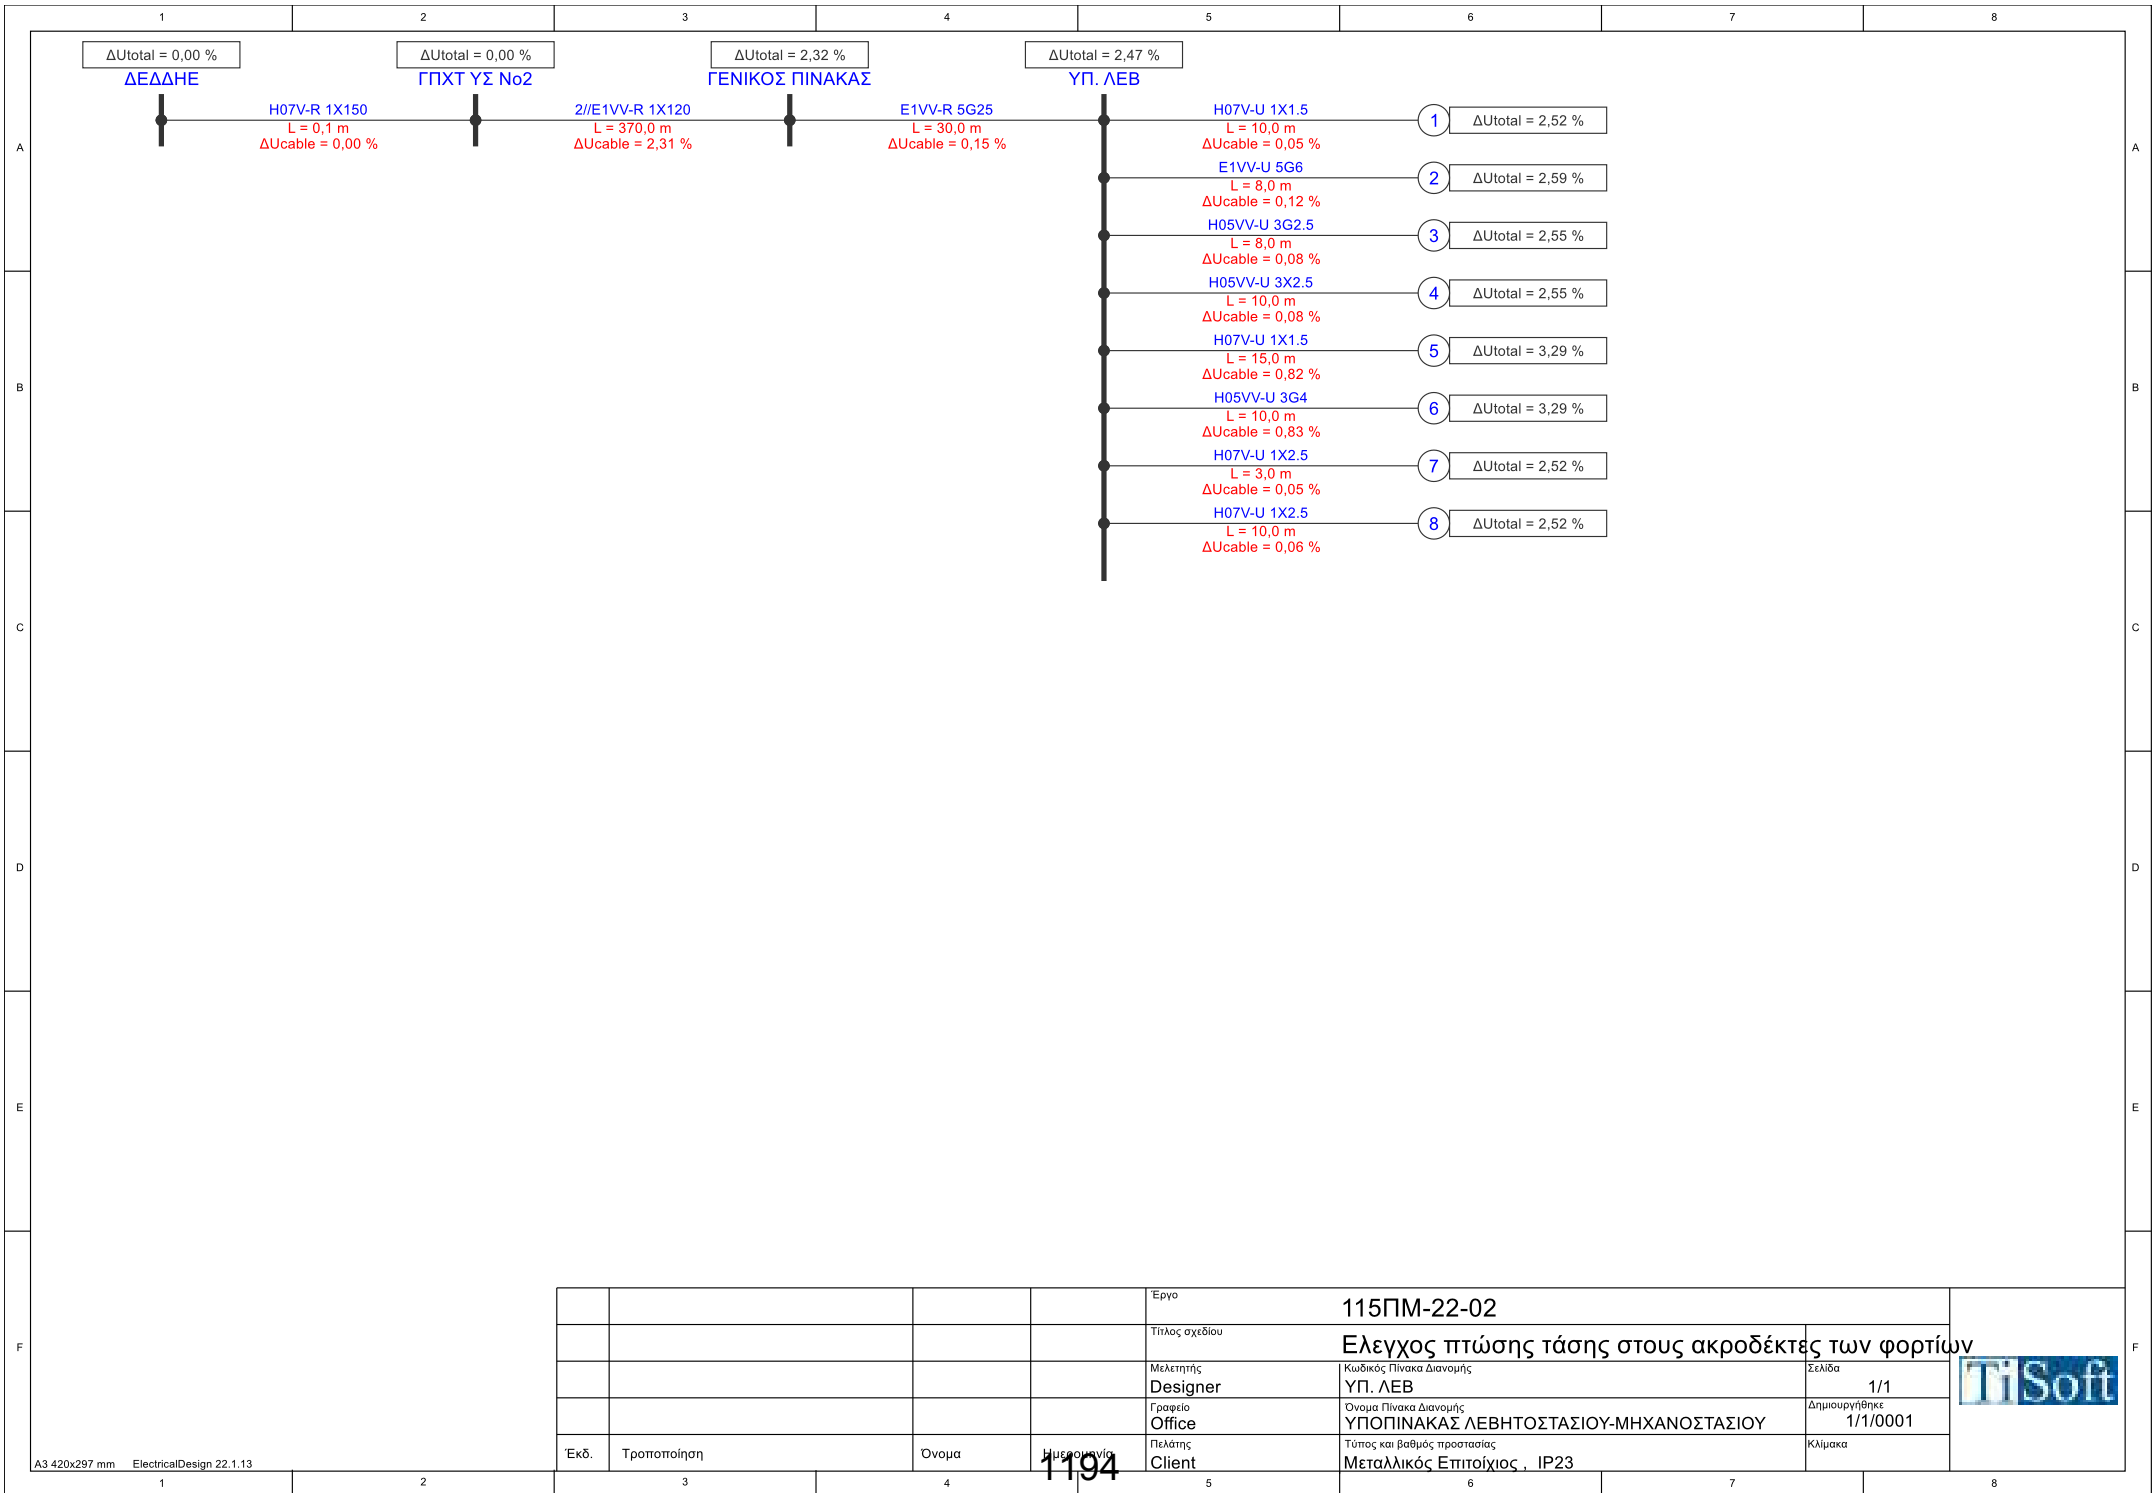 1 2 3 4 5 6 7 8
ΔUtotal = 0,00 % ΔUtotal = 0,00 % ΔUtotal = 2,32 % ΔUtotal = 2,47 %
ΔΕΔΔΗΕ ΓΠΧΤ ΥΣ Νο2 ΓΕΝΙΚΟΣ ΠΙΝΑΚΑΣ ΥΠ. ΛΕΒ
H07V-R 1X150 2//E1VV-R 1X120 E1VV-R 5G25 H07V-U 1X1.5
1 ΔUtotal = 2,52 %
L = 0,1 m L = 370,0 m L = 30,0 m L = 10,0 m
ΔUcable = 0,00 % ΔUcable = 2,31 % ΔUcable = 0,15 % ΔUcable = 0,05 %
A A
E1VV-U 5G6
2 ΔUtotal = 2,59 %
L = 8,0 m
ΔUcable = 0,12 %
H05VV-U 3G2.5
3 ΔUtotal = 2,55 %
L = 8,0 m
ΔUcable = 0,08 %
H05VV-U 3X2.5
4 ΔUtotal = 2,55 %
L = 10,0 m
ΔUcable = 0,08 %
H07V-U 1X1.5
5 ΔUtotal = 3,29 %
L = 15,0 m
ΔUcable = 0,82 %
B B
H05VV-U 3G4
6 ΔUtotal = 3,29 %
L = 10,0 m
ΔUcable = 0,83 %
H07V-U 1X2.5
7 ΔUtotal = 2,52 %
L = 3,0 m
ΔUcable = 0,05 %
H07V-U 1X2.5
8 ΔUtotal = 2,52 %
L = 10,0 m
ΔUcable = 0,06 %
C C
D D
E E
Έργο
115ΠΜ-22-02
Τίτλος σχεδίου
Ελεγχος πτώσης τάσης στους ακροδέκτες των φορτίων
F F
Μελετητής Κωδικός Πίνακα Διανομής Σελίδα
Designer ΥΠ. ΛΕΒ 1/1
TiSoft
Γραφείο Όνομα Πίνακα Διανομής Δημιουργήθηκε
Office ΥΠΟΠΙΝΑΚΑΣ ΛΕΒΗΤΟΣΤΑΣΙΟΥ-ΜΗΧΑΝΟΣΤΑΣΙΟΥ 1/1/0001
Έκδ. Τροποποίηση Όνομα Ημερομηνία
Πελάτης Τύπος και βαθμός προστασίας Κλίμακα
Client Μεταλλικός Επιτοίχιος , IP23
A3 420x297 mm ElectricalDesign 22.1.13
1194
1 2 3 4 5 6 7 8